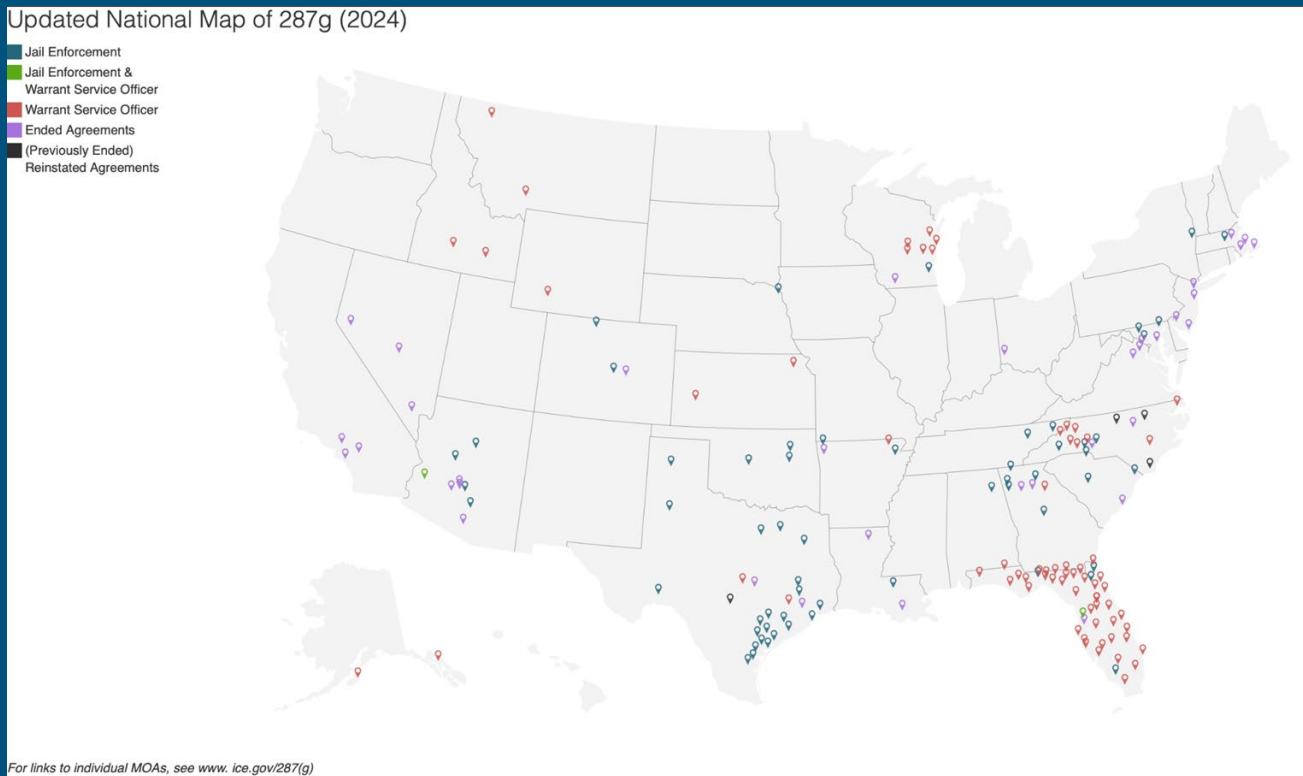 Updated National Map of 287g (2024)
Jail Enforcement
Jail Enforcement &
Warrant Service Officer
Warrant Service Officer
Ended Agreements
(Previously Ended)
Reinstated Agreements
For links to individual MOAs, see www. ice.gov/287(g)